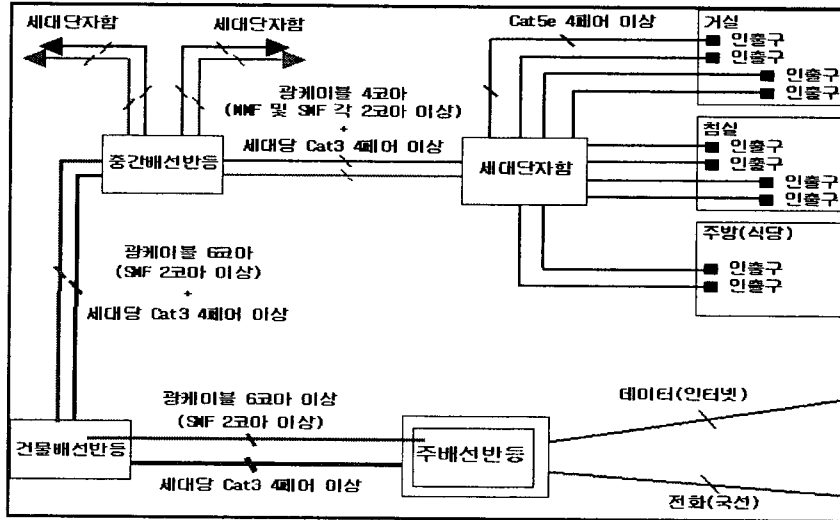 세대단자함
세대단자함
Cat5e 4페어 이상
거실
인출구
인출구
인출구
인출구
광케이블 4코아
(MMF 및 SMF 각 2코아 이상)
+
세대당 Cat3 4페어 이상
중간배선반등
세대단자함
침실
인출구
인출구
인출구
인출구
주방(식당)
인출구
인출구
광케이블 6코아
(SMF 2코아 이상)
+
세대당 Cat3 4페어 이상
광케이블 6코아 이상
(SMF 2코아 이상)
건물배선반등
주배선반등
세대당 Cat3 4페어 이상
데이터(인터넷)
전화(국선)